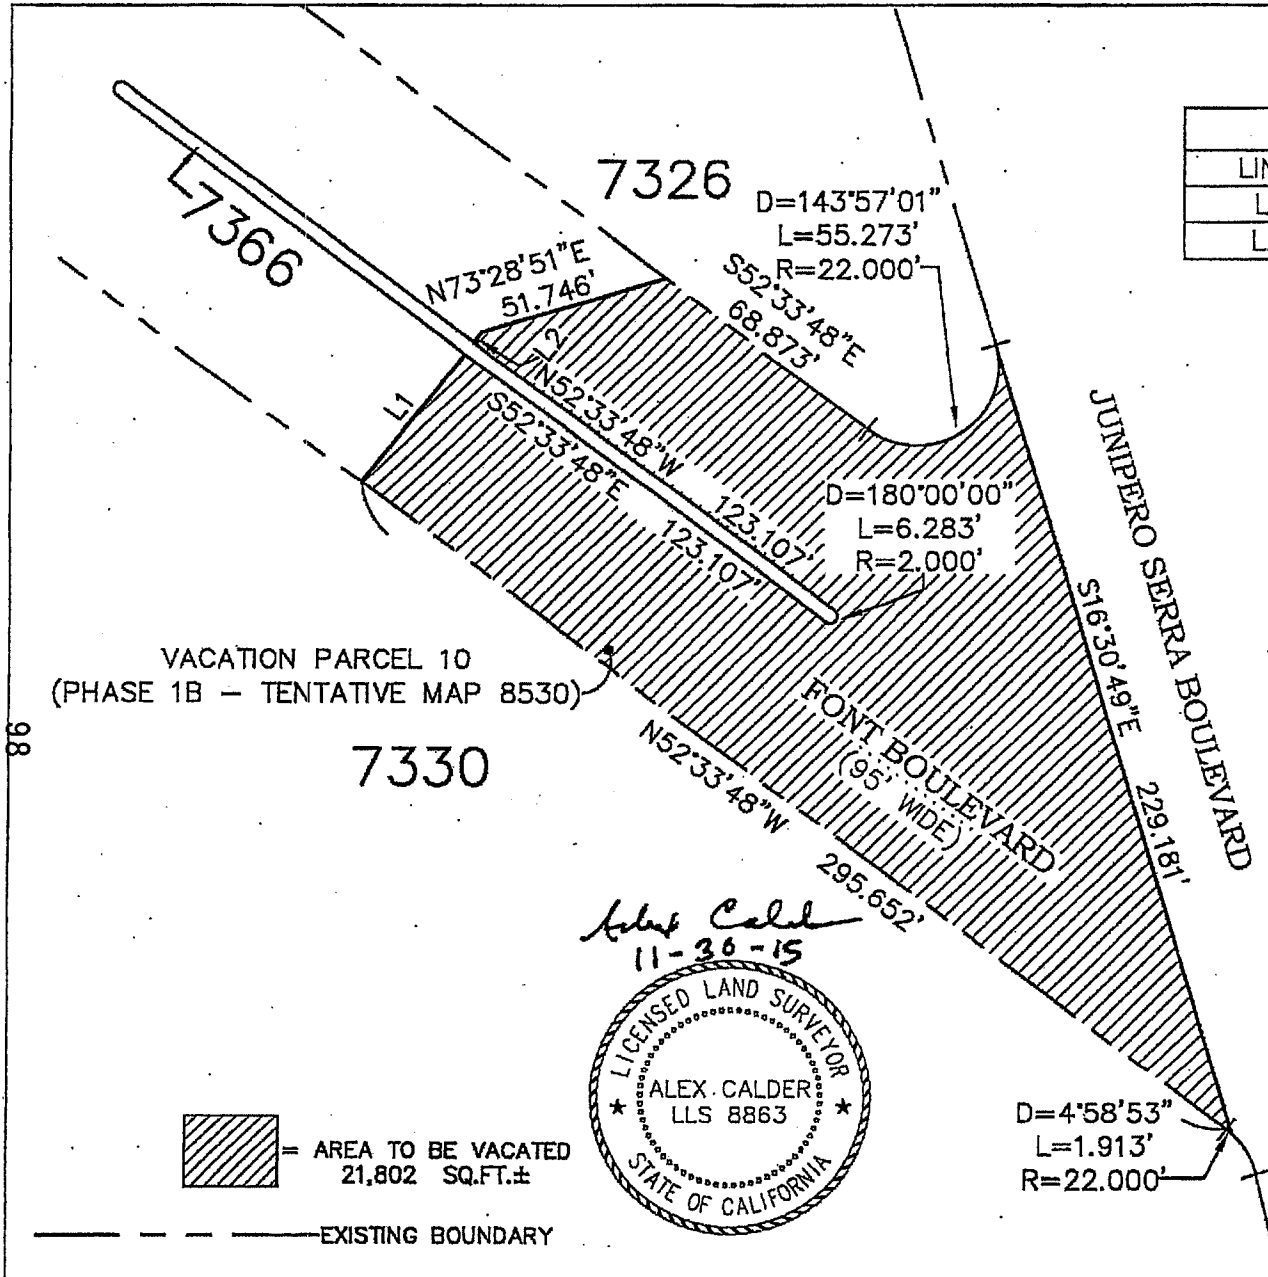 7326
D=143°57'01"
L=55.273'
R=22.000'
LIN
L
L
7366
N73°28'51"E
51.746'
S52°33'48"E
68.873'
L2
L1
N52°33'48"W
123.107'
S52°33'48"E
123.107'
D=180°00'00"
L=6.283'
R=2.000'
JUNIPERO SERRA BOULEVARD
S16°30'49"E
229.181'
VACATION PARCEL 10
(PHASE 1B – TENTATIVE MAP 8530)
FONT BOULEVARD
(95' WIDE)
98
7330
N52°33'48"W
295.652'
Alex Calder
11-30-15
LICENSED LAND SURVEYOR
ALEX CALDER
LLS 8863
STATE OF CALIFORNIA
D=4°58'53"
L=1.913'
R=22.000'
= AREA TO BE VACATED
21,802 SQ.FT.±
EXISTING BOUNDARY